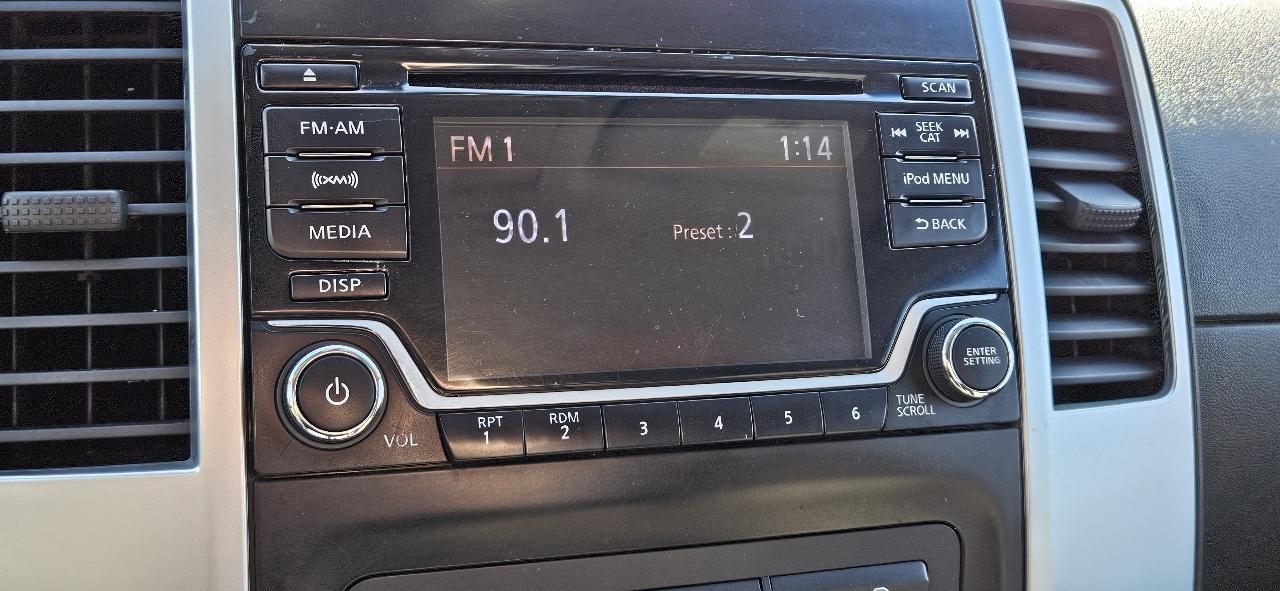 SCAN
FM·AM
SEEK
CAT
FM 1 1:14
((XM))
iPod MENU
90.1 Preset : 2
MEDIA
BACK
DISP
ENTER
SETTING
VOL
TUNE
SCROLL
RPT
1
RDM
2
3
4
5
6